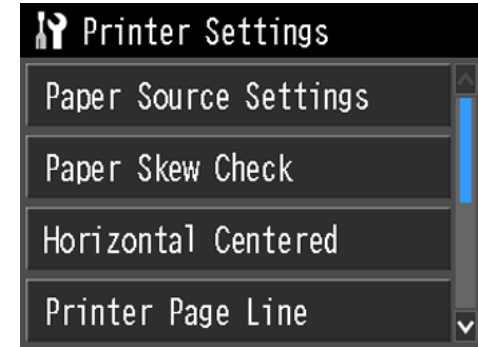 Printer Settings
Paper Source Settings
Paper Skew Check
Horizontal Centered
Printer Page Line